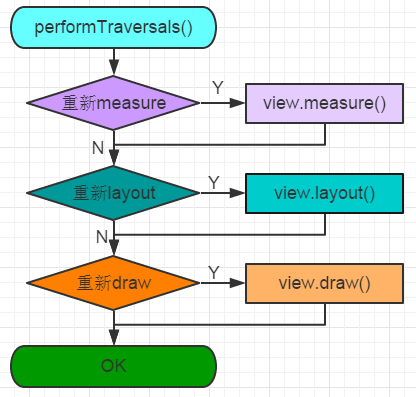 performTraversals()
重新measure
Y
view.measure()
N
重新layout
Y
view.layout()
N
重新draw
Y
view.draw()
OK